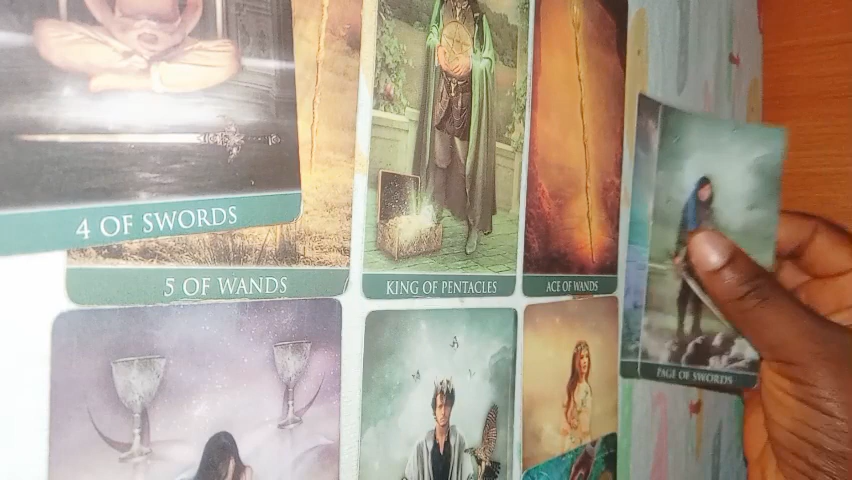 4 OF SWORDS
5 OF WANDS
KING OF PENTACLES
ACE OF WANDS
PAGE OF SWORDS